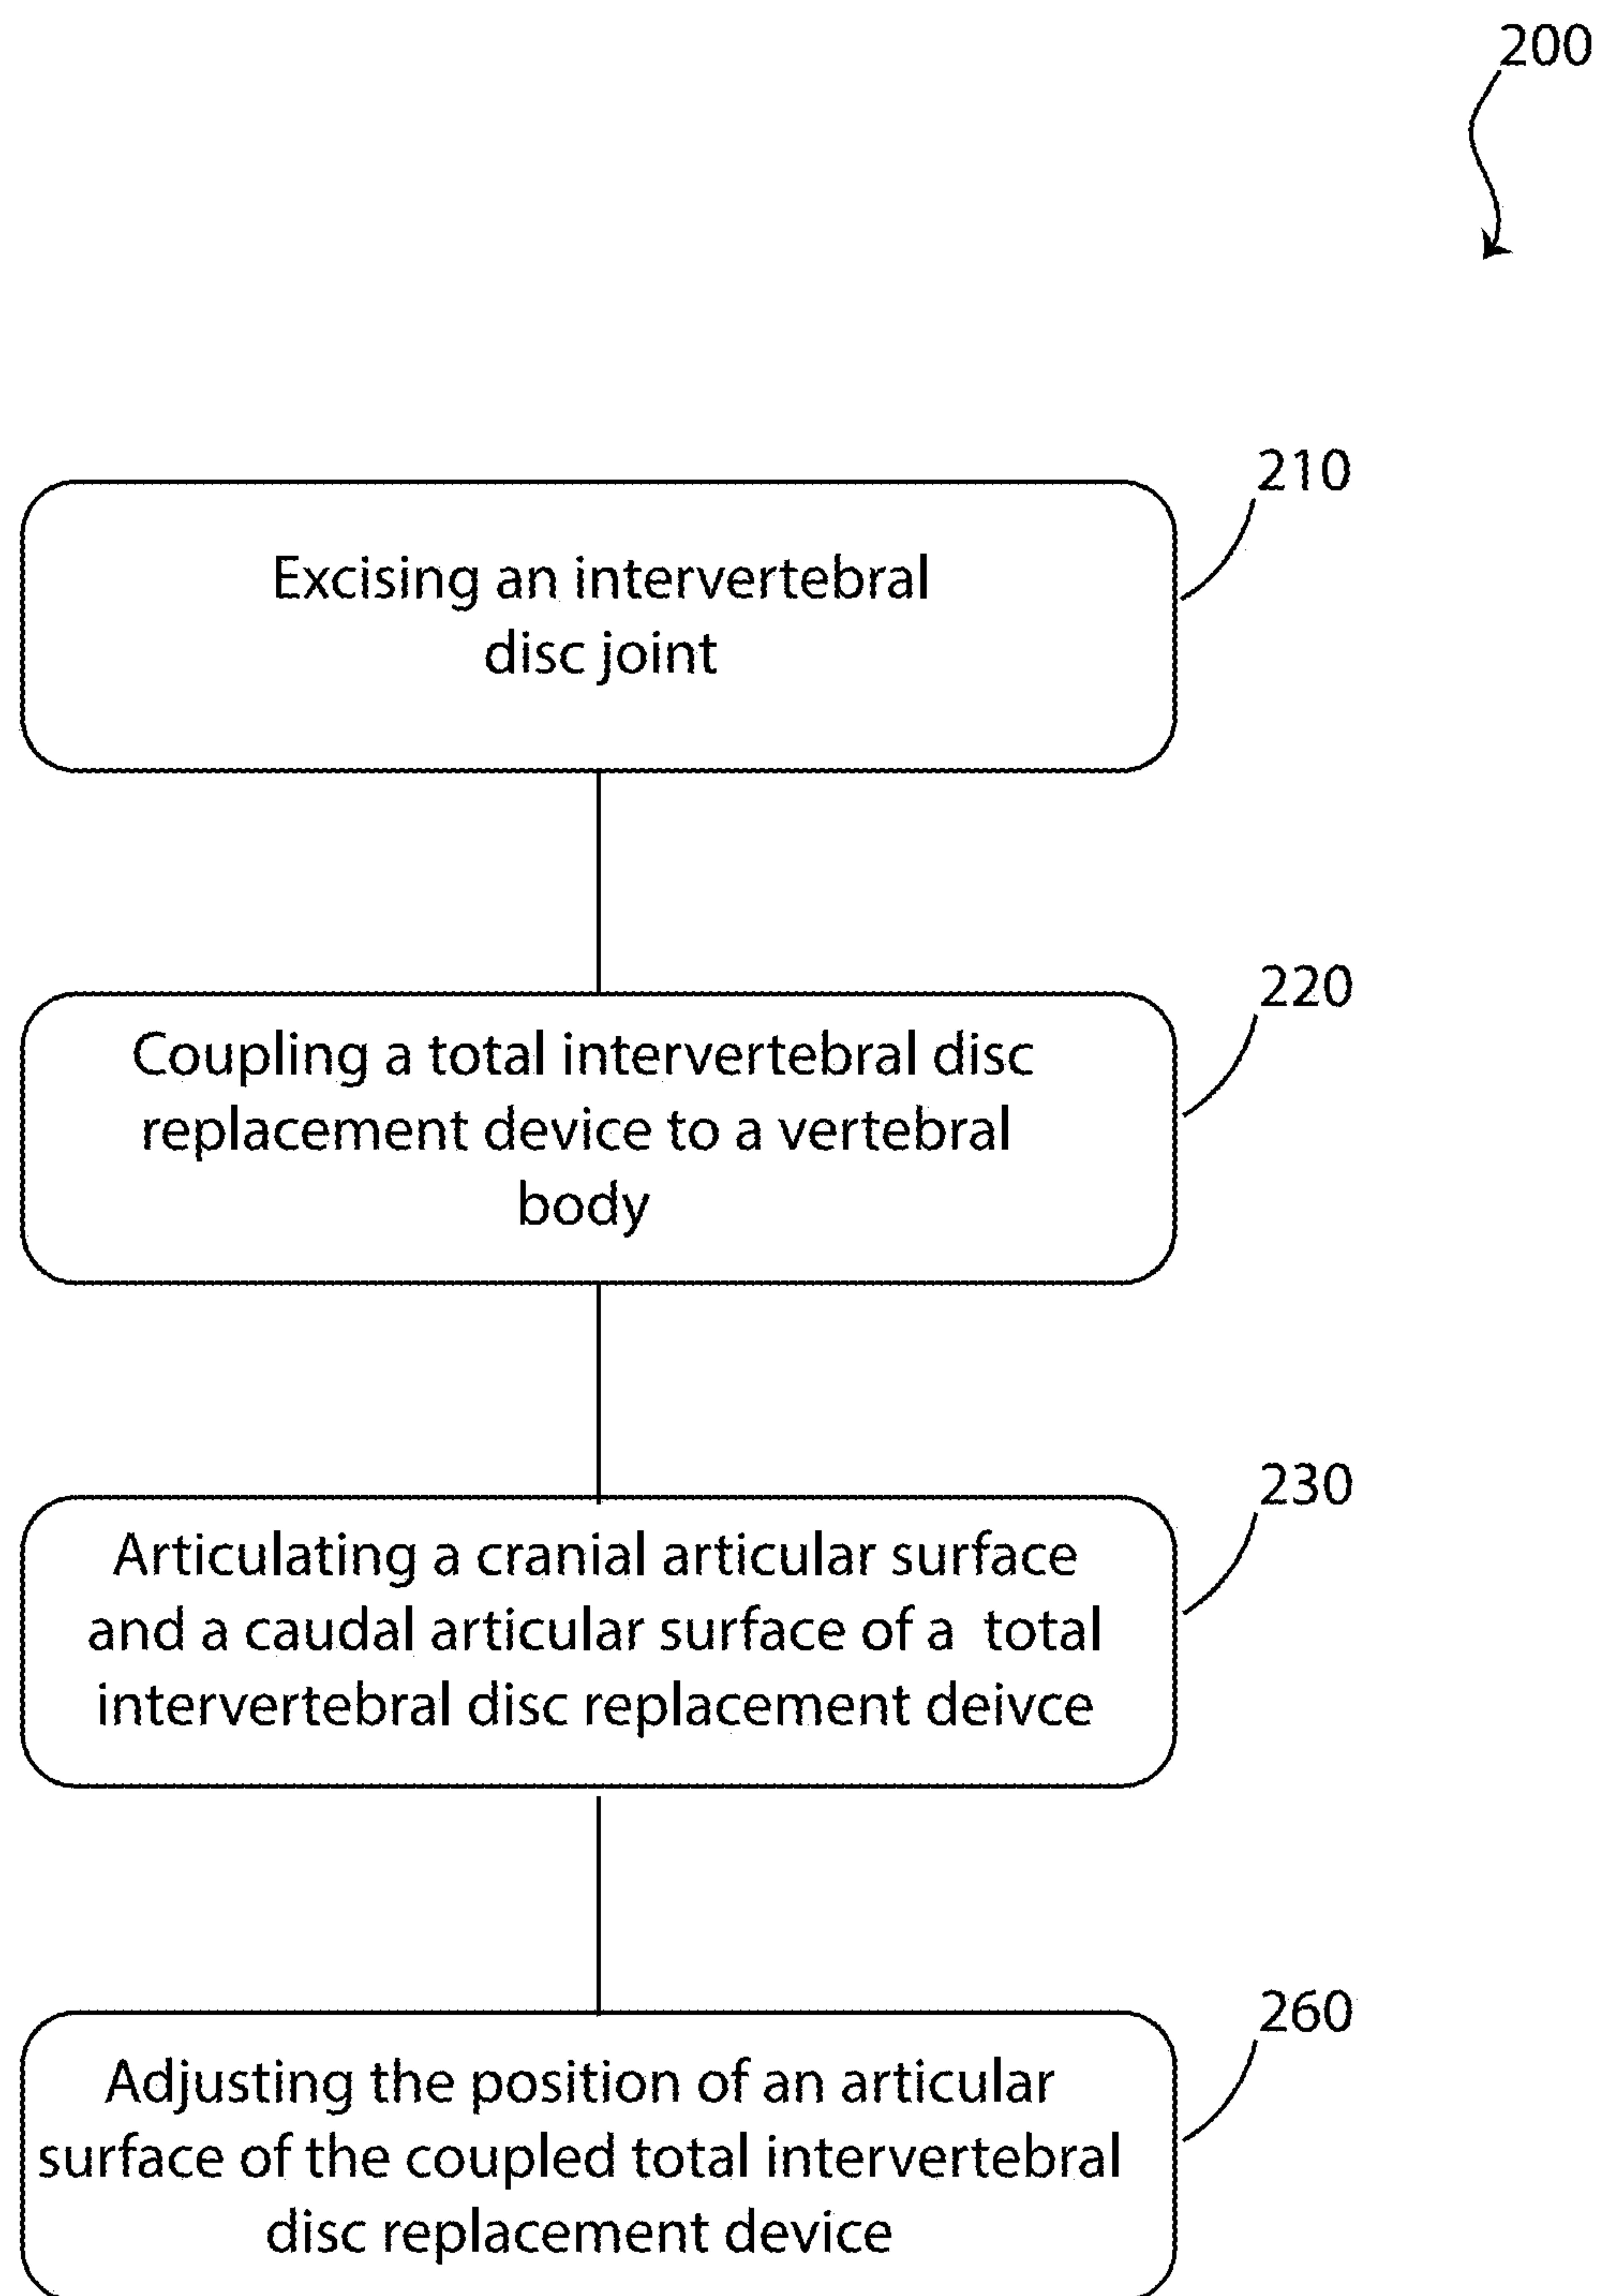 200
210
Excising an intervertebral
disc joint
220
Coupling a total intervertebral disc
replacement device to a vertebral
body
230
Articulating a cranial articular surface
and a caudal articular surface of a total
intervertebral disc replacement deivce
260
Adjusting the position of an articular
surface of the coupled total intervertebral
disc replacement device